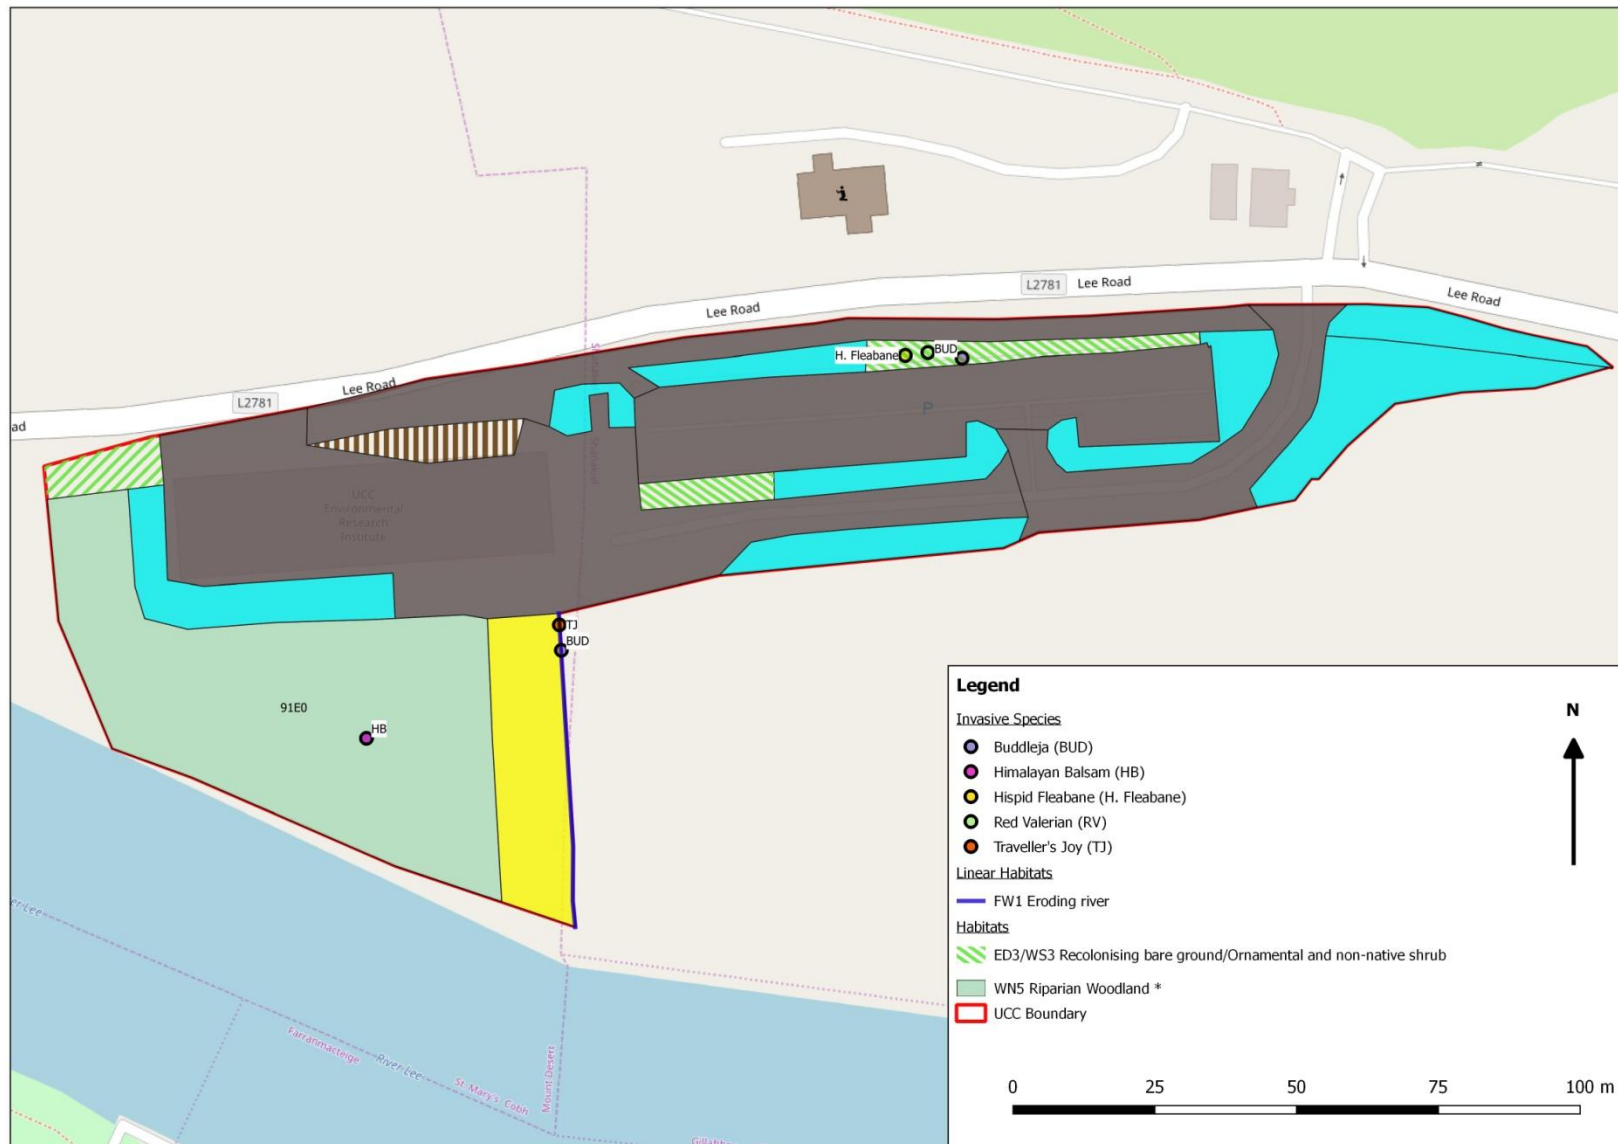 L2781
Lee Road
Lee Road
Lee Road
H. Fleabane
BUD
Lee Road
L2781
ad
P
UCC
Environmental
Research
Institute
TJ
BUD
91E0
HB
River Lee
Farranmacteige
River Lee
St. Mary's
Cobh
Mount Desert
Legend
Invasive Species
Buddleja (BUD)
Himalayan Balsam (HB)
Hispid Fleabane (H. Fleabane)
Red Valerian (RV)
Traveller's Joy (TJ)
Linear Habitats
FW1 Eroding river
Habitats
ED3/WS3 Recolonising bare ground/Ornamental and non-native shrub
WN5 Riparian Woodland *
UCC Boundary
N
0 25 50 75 100 m